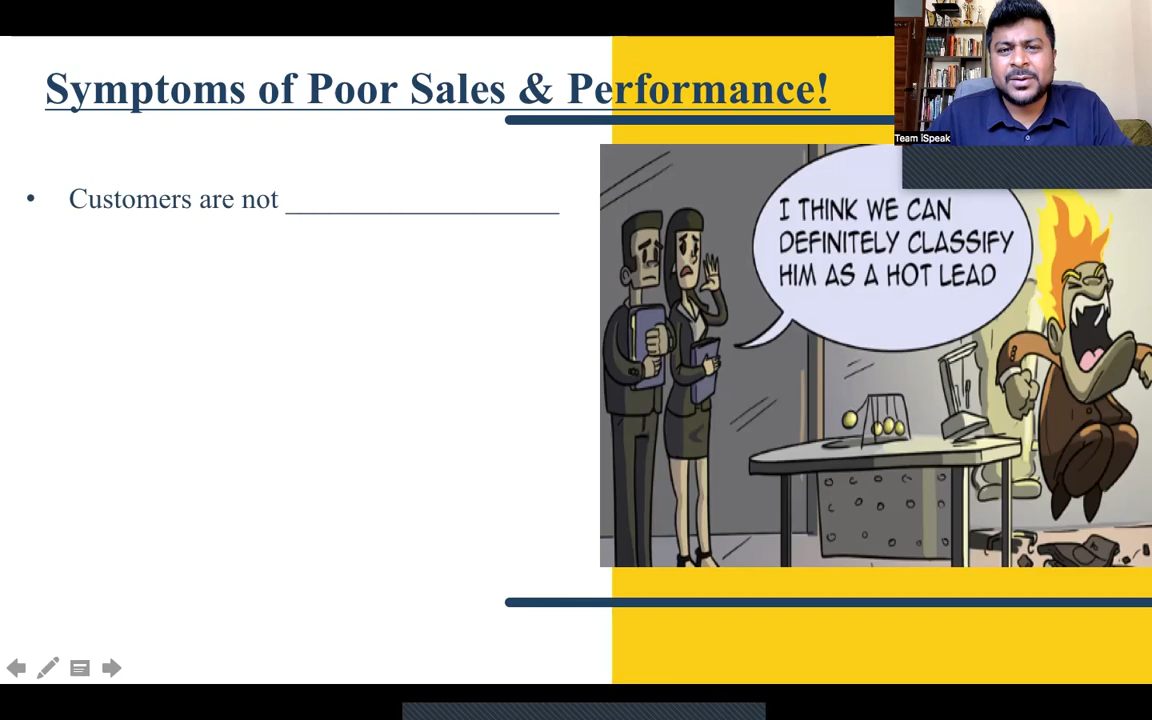 Symptoms of Poor Sales & Performance!
Team iSpeak
• Customers are not ___________________
I THINK WE CAN
DEFINITELY CLASSIFY
HIM AS A HOT LEAD